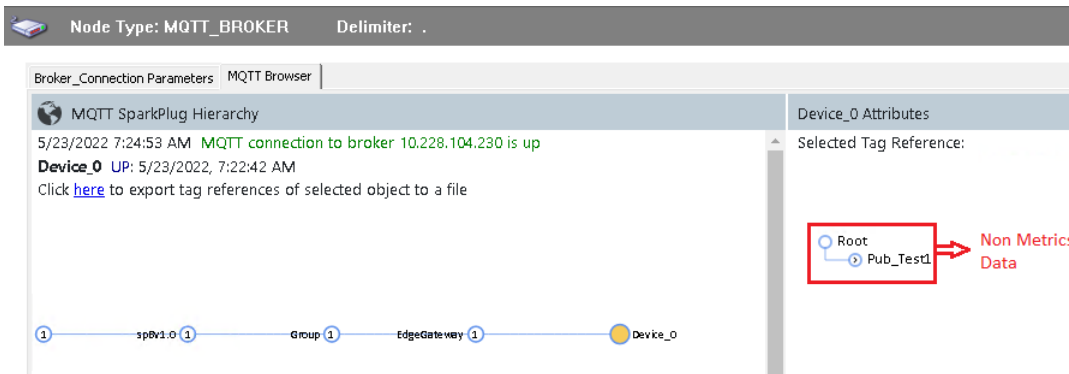 Node Type: MQTT_BROKER Delimiter: .
Broker_Connection Parameters MQTT Browser
MQTT SparkPlug Hierarchy
5/23/2022 7:24:53 AM MQTT connection to broker 10.228.104.230 is up
Device_0 UP: 5/23/2022, 7:22:42 AM
Click here to export tag references of selected object to a file
1 spBv1.0 1 Group 1 EdgeGateway 1 Device_0
Device_0 Attributes
Selected Tag Reference:
Root
Pub_Test1
Non Metrics
Data